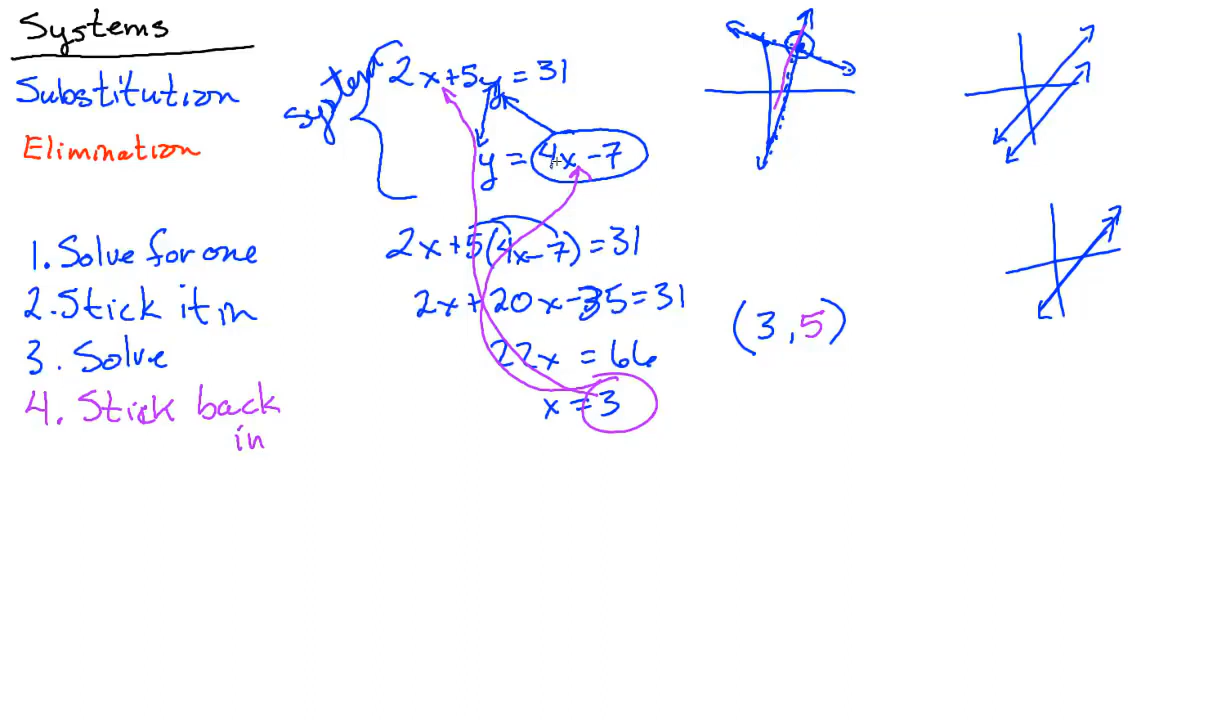 Systems
Substitution
Elimination
system
2x+5y=31
y=4x-7
1. Solve for one
2. Stick it in
3. Solve
4. Stick back
in
2x+5(4x-7)=31
2x+20x-35=31
22x=66
x=3
(3,5)